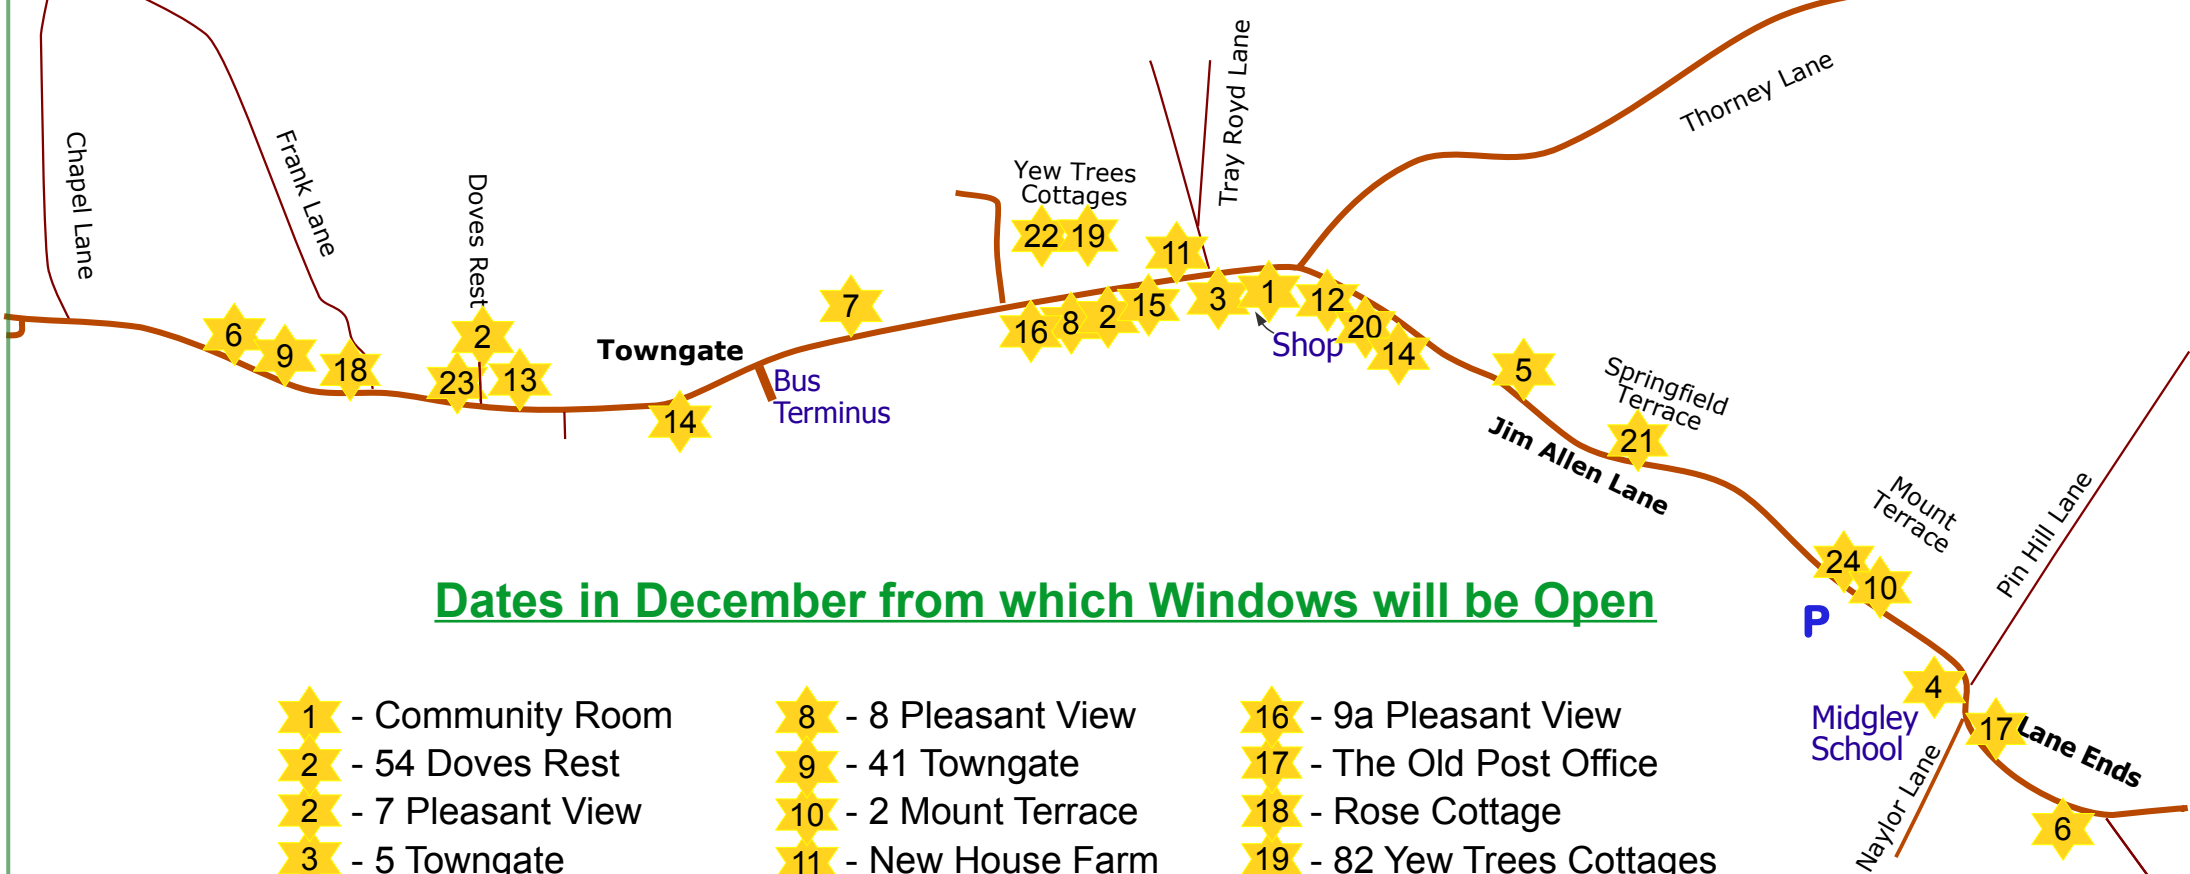 Chapel Lane
Frank Lane
Doves Rest
Yew Trees
Cottages
Tray Royd Lane
Thorney Lane
6
9
18
2
23
13
Towngate
14
Bus
Terminus
7
22
19
11
16
8
2
15
3
1
Shop
12
20
14
5
Springfield
Terrace
21
Jim Allen Lane
Mount
Terrace
24
10
P
Pin Hill Lane
4
Midgley
School
17
Lane Ends
Naylor Lane
6
Dates in December from which Windows will be Open
1 - Community Room
2 - 54 Doves Rest
2 - 7 Pleasant View
3 - 5 Towngate
8 - 8 Pleasant View
9 - 41 Towngate
10 - 2 Mount Terrace
11 - New House Farm
16 - 9a Pleasant View
17 - The Old Post Office
18 - Rose Cottage
19 - 82 Yew Trees Cottages